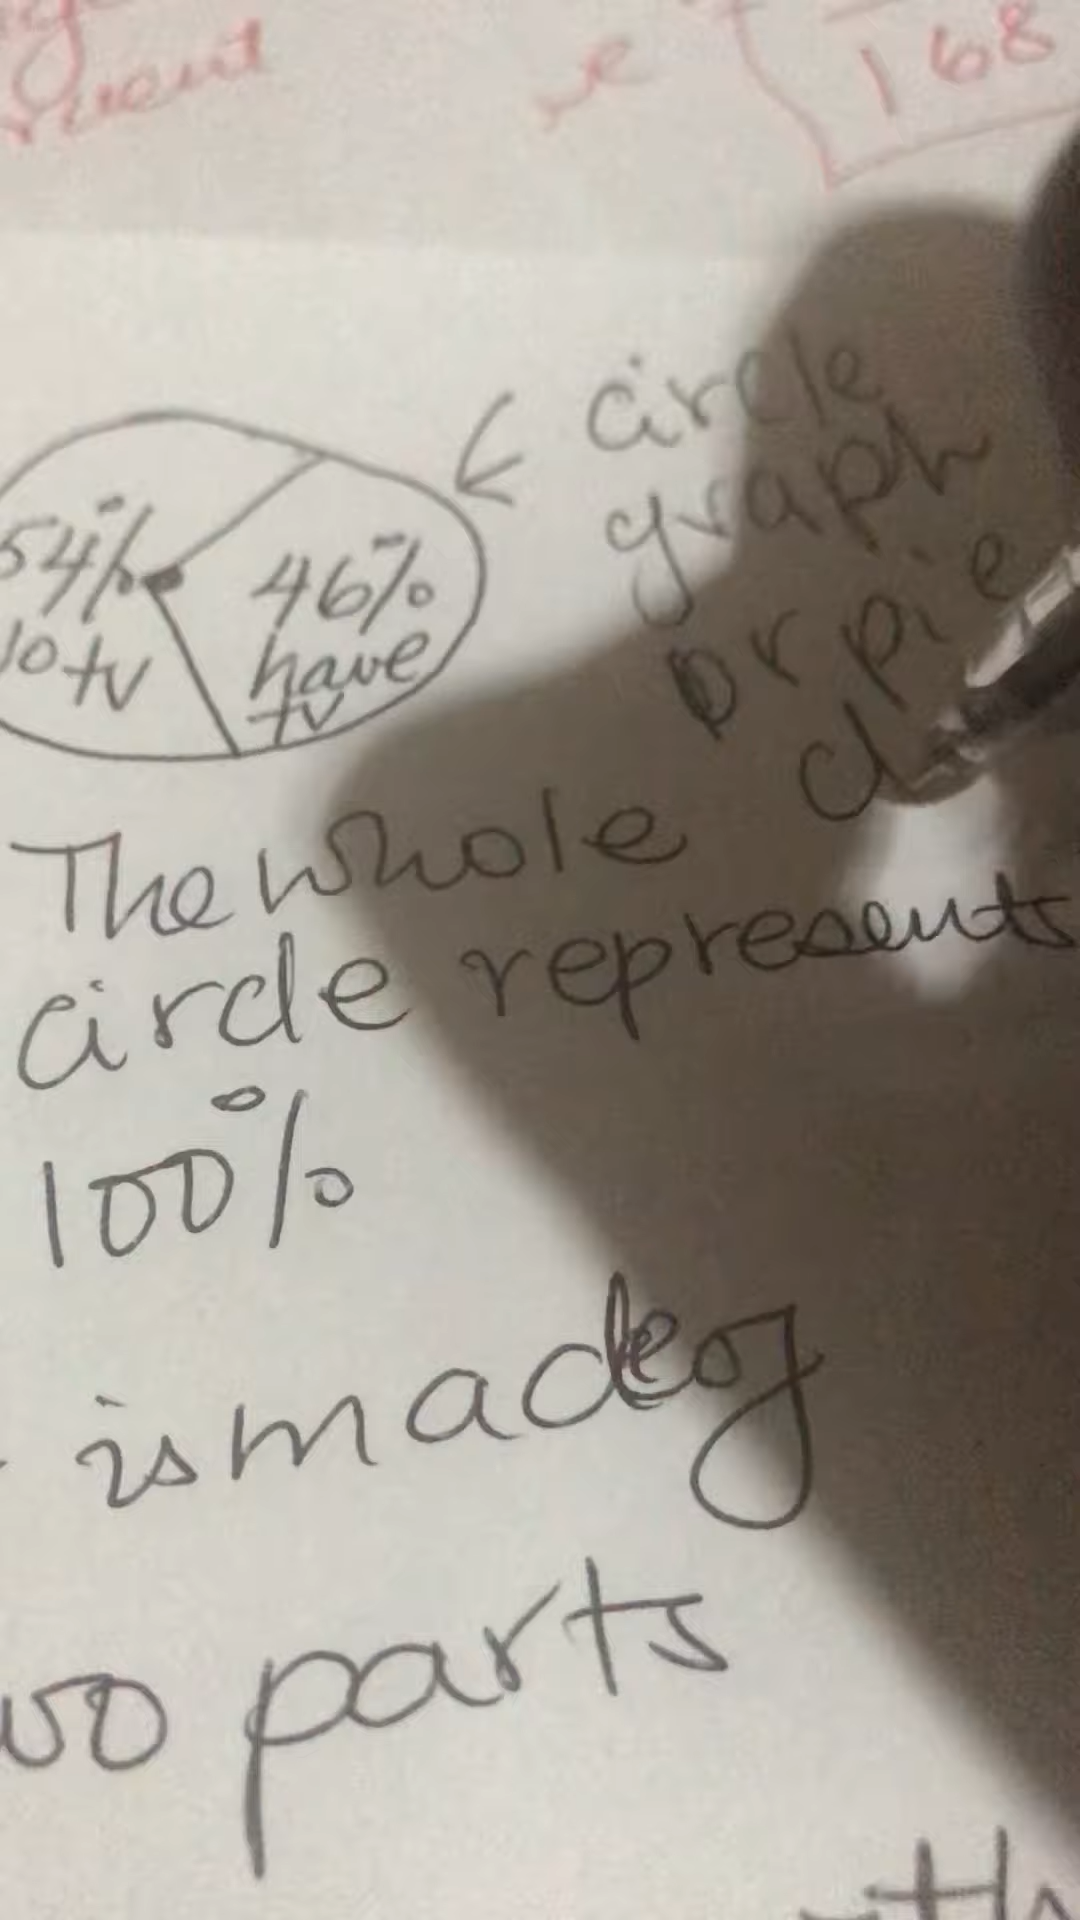 168
54%
46%
no tv
have
tv
circle
graph
or pie
The whole
circle represents
100%
is made of
parts